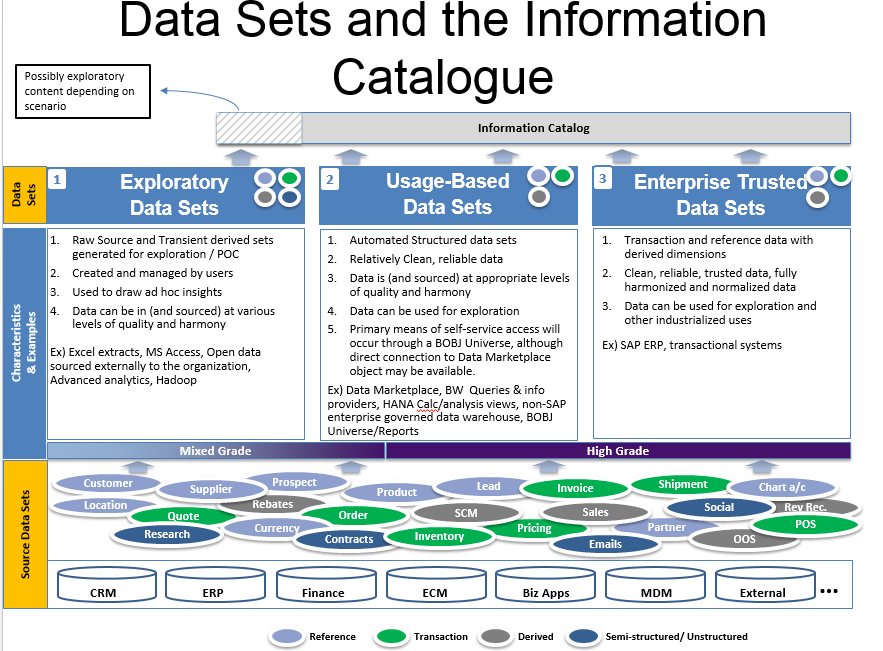 Data Sets and the Information
Catalogue
Possibly exploratory
content depending on
scenario
Information Catalog
Data
Sets
1
Exploratory
Data Sets
2
Usage-Based
Data Sets
3
Enterprise Trusted
Data Sets
Characteristics
& Examples
1. Raw Source and Transient derived sets
generated for exploration / POC
2. Created and managed by users
3. Used to draw ad hoc insights
4. Data can be in (and sourced) at various
levels of quality and harmony
Ex) Excel extracts, MS Access, Open data
sourced externally to the organization,
Advanced analytics, Hadoop
1. Automated Structured data sets
2. Relatively Clean, reliable data
3. Data is (and sourced) at appropriate levels
of quality and harmony
4. Data can be used for exploration
5. Primary means of self-service access will
occur through a BOBJ Universe, although
direct connection to Data Marketplace
object may be available.
Ex) Data Marketplace, BW Queries & info
providers, HANA Calc/analysis views, non-SAP
enterprise governed data warehouse, BOBJ
Universe/Reports
1. Transaction and reference data with
derived dimensions
2. Clean, reliable, trusted data, fully
harmonized and normalized data
3. Data can be used for exploration and
other industrialized uses
Ex) SAP ERP, transactional systems
Mixed Grade
High Grade
Source Data Sets
Customer
Supplier
Prospect
Product
Lead
Invoice
Shipment
Chart a/c
Location
Quote
Rebates
Order
SCM
Sales
Social
Rev Rec.
Research
Currency
Contracts
Inventory
Pricing
Emails
Partner
OOS
POS
CRM
ERP
Finance
ECM
Biz Apps
MDM
External
...
Reference
Transaction
Derived
Semi-structured/ Unstructured